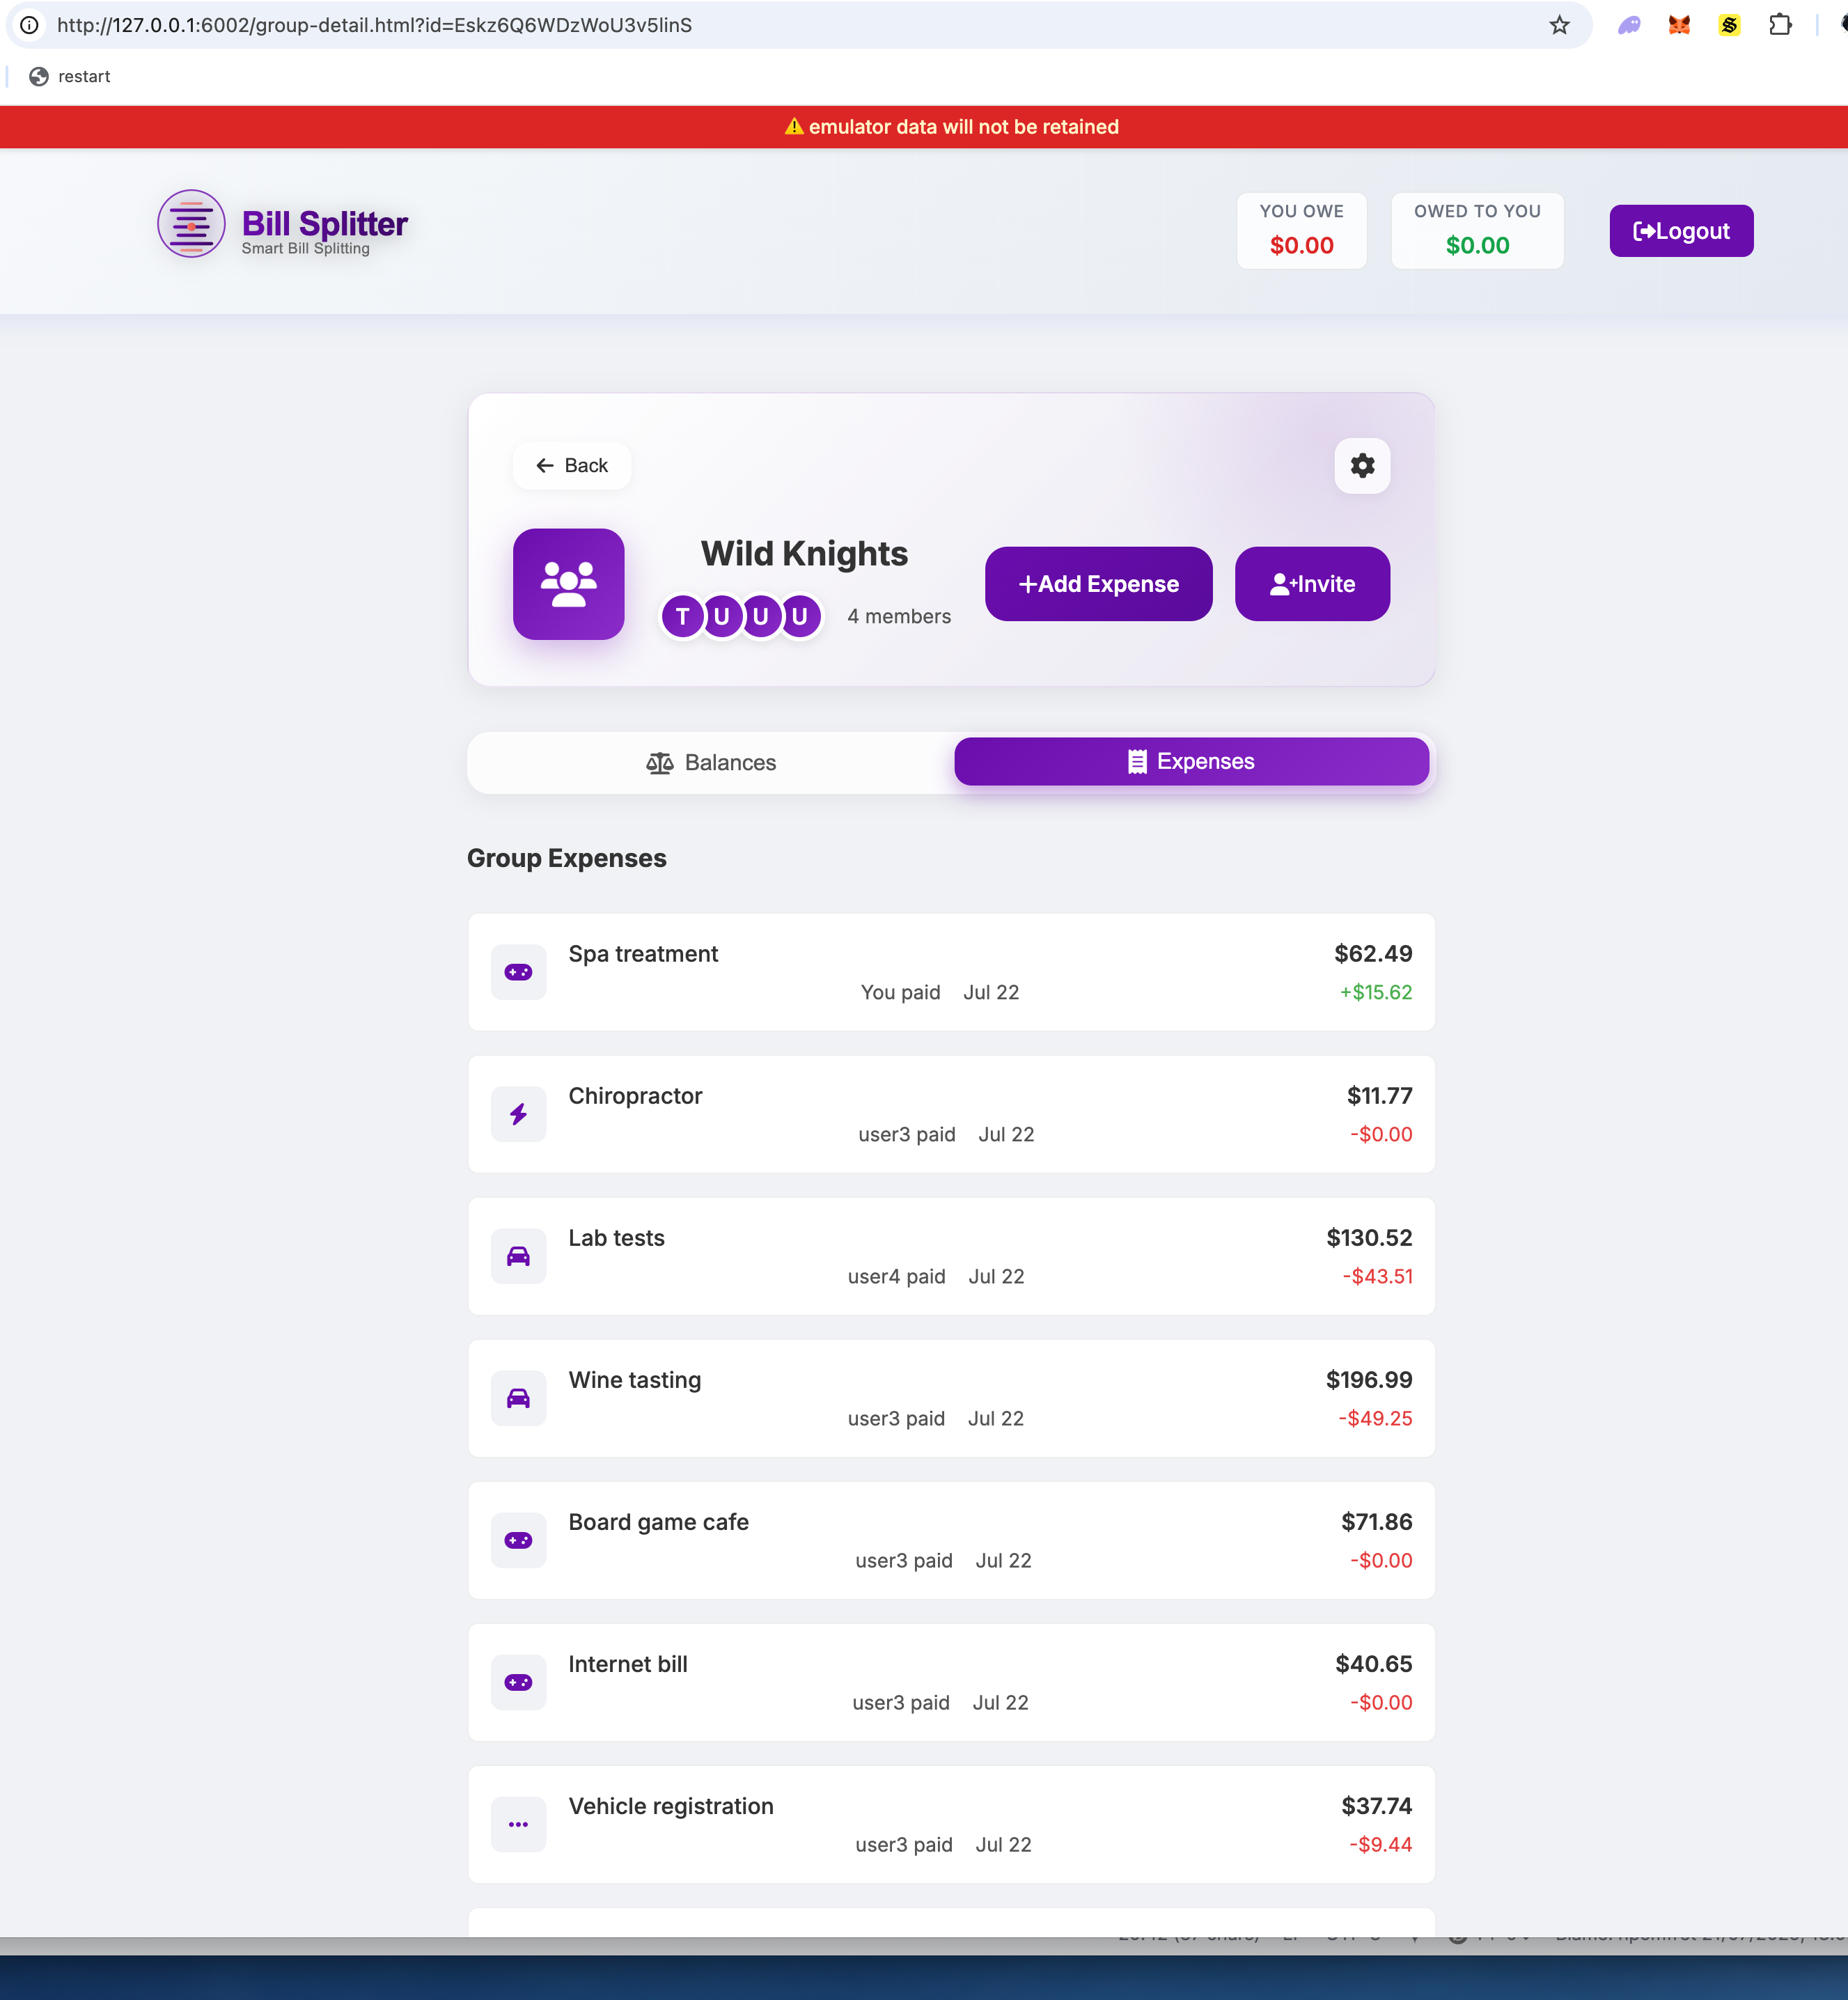 http://127.0.0.1:6002/group-detail.html?id=Eskz6Q6WDzWoU3v5linS
restart
⚠️ emulator data will not be retained
Bill Splitter
Smart Bill Splitting
YOU OWE
$0.00
OWED TO YOU
$0.00
Logout
Back
Wild Knights
T U U U 4 members
+Add Expense
Invite
Balances
Expenses
Group Expenses
Spa treatment $62.49
You paid Jul 22 +$15.62
Chiropractor $11.77
user3 paid Jul 22 -$0.00
Lab tests $130.52
user4 paid Jul 22 -$43.51
Wine tasting $196.99
user3 paid Jul 22 -$49.25
Board game cafe $71.86
user3 paid Jul 22 -$0.00
Internet bill $40.65
user3 paid Jul 22 -$0.00
Vehicle registration $37.74
user3 paid Jul 22 -$9.44